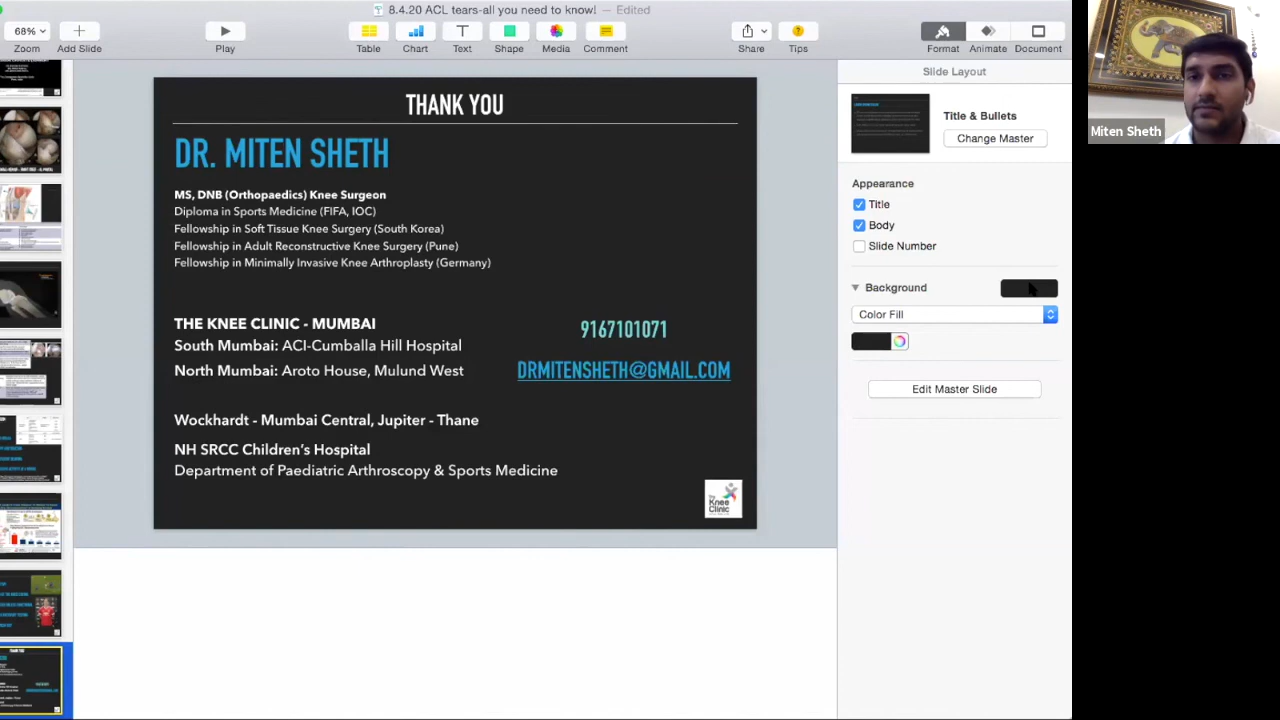 8.4.20 ACL tears-all you need to know! — Edited
68%
Zoom
Add Slide
Play
Table
Chart
Text
Shape
Media
Comment
Share
Tips
Format
Animate
Document
Slide Layout
Title & Bullets
Change Master
Appearance
Title
Body
Slide Number
Background
Color Fill
Edit Master Slide
THANK YOU
DR. MITEN SHETH
MS, DNB (Orthopaedics) Knee Surgeon
Diploma in Sports Medicine (FIFA, IOC)
Fellowship in Soft Tissue Knee Surgery (South Korea)
Fellowship in Adult Reconstructive Knee Surgery (Pune)
Fellowship in Minimally Invasive Knee Arthroplasty (Germany)
THE KNEE CLINIC - MUMBAI
South Mumbai: ACI-Cumballa Hill Hospital
North Mumbai: Aroto House, Mulund West
9167101071
DRMITENSHETH@GMAIL.COM
Wockhardt - Mumbai Central, Jupiter - Thane
NH SRCC Children's Hospital
Department of Paediatric Arthroscopy & Sports Medicine
The
Knee
Clinic
Miten Sheth